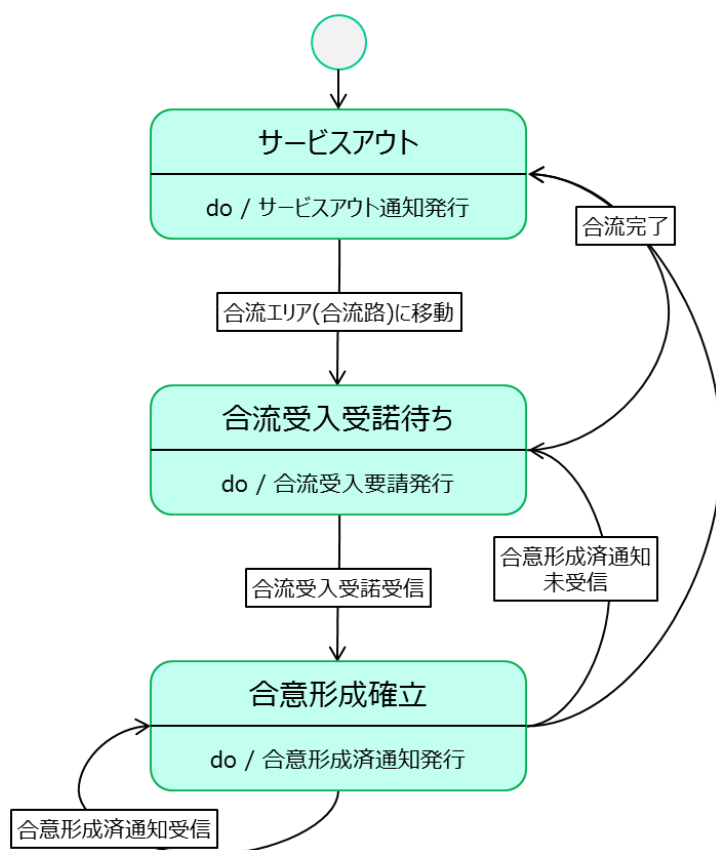 サービスアウト
do / サービスアウト通知発行
合流完了
合流エリア(合流路)に移動
合流受入受諾待ち
do / 合流受入要請発行
合意形成済通知
未受信
合流受入受諾受信
合意形成確立
do / 合意形成済通知発行
合意形成済通知受信